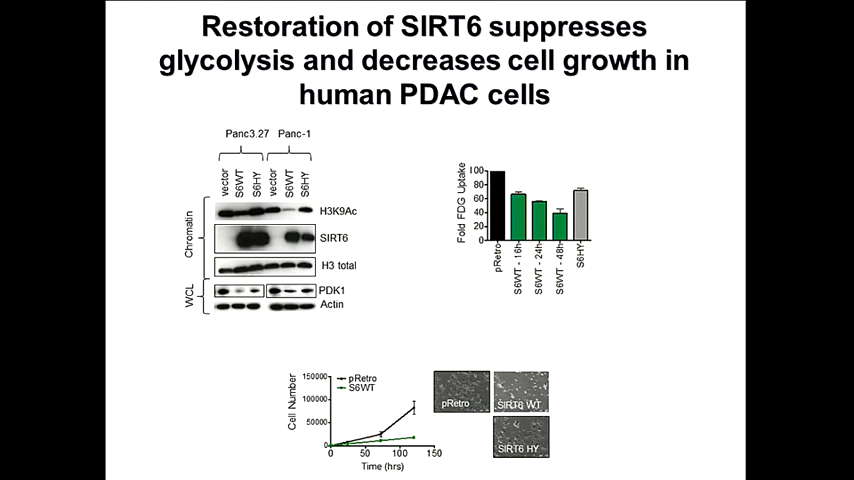 Restoration of SIRT6 suppresses
glycolysis and decreases cell growth in
human PDAC cells
Panc3.27 Panc-1
vector
S6WT
S6HY
vector
S6WT
S6HY
Chromatin
H3K9Ac
SIRT6
H3 total
WCL
PDK1
Actin
Fold FDG Uptake
100
80
60
40
20
0
pRetro
S6WT - 16h
S6WT - 24h
S6WT - 48h
S6HY
Cell Number
150000
100000
50000
0
pRetro
S6WT
0 50 100 150
Time (hrs)
pRetro
SIRT6 WT
SIRT6 HY